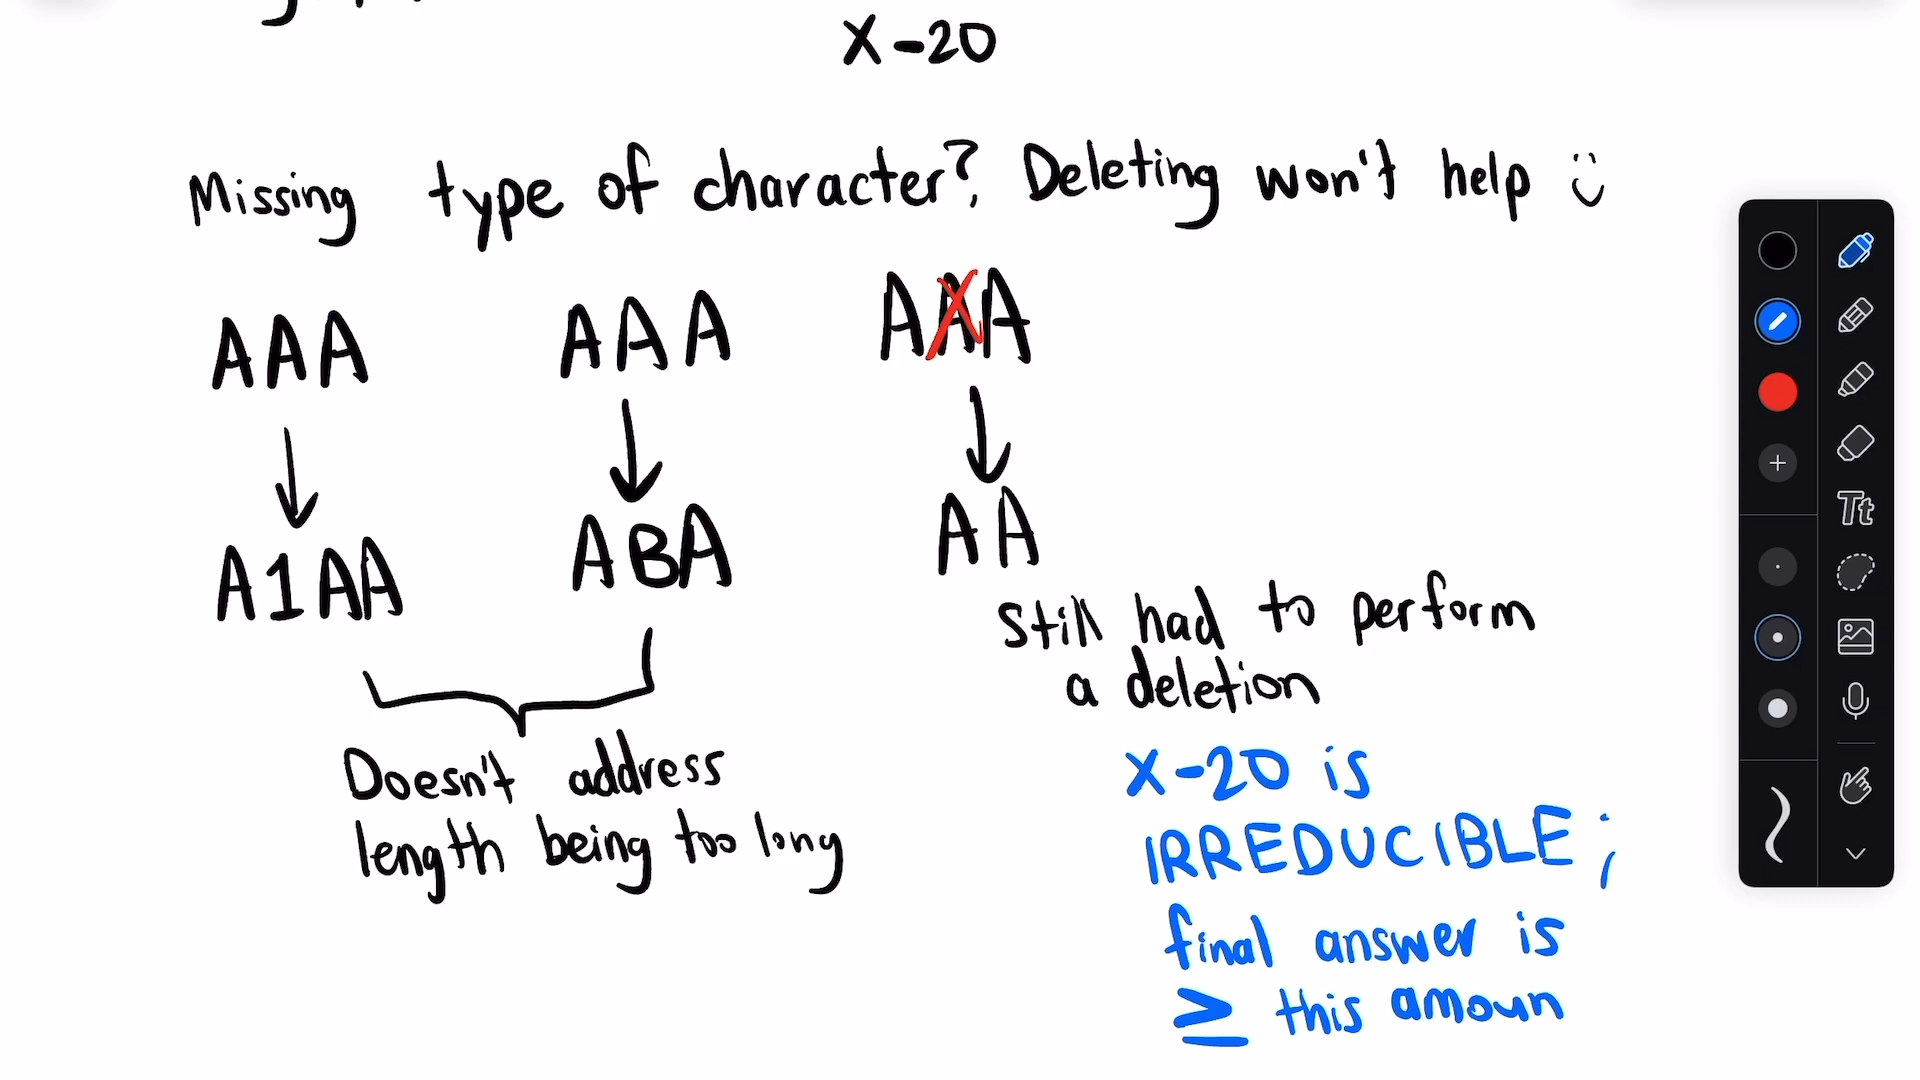 X-20
Missing type of character? Deleting won't help
AAA AAA AAA
A1AA ABA AA
Still had to perform
a deletion
Doesn't address
length being too long
X-20 is
IRREDUCIBLE;
final answer is
≥ this amoun
Tt